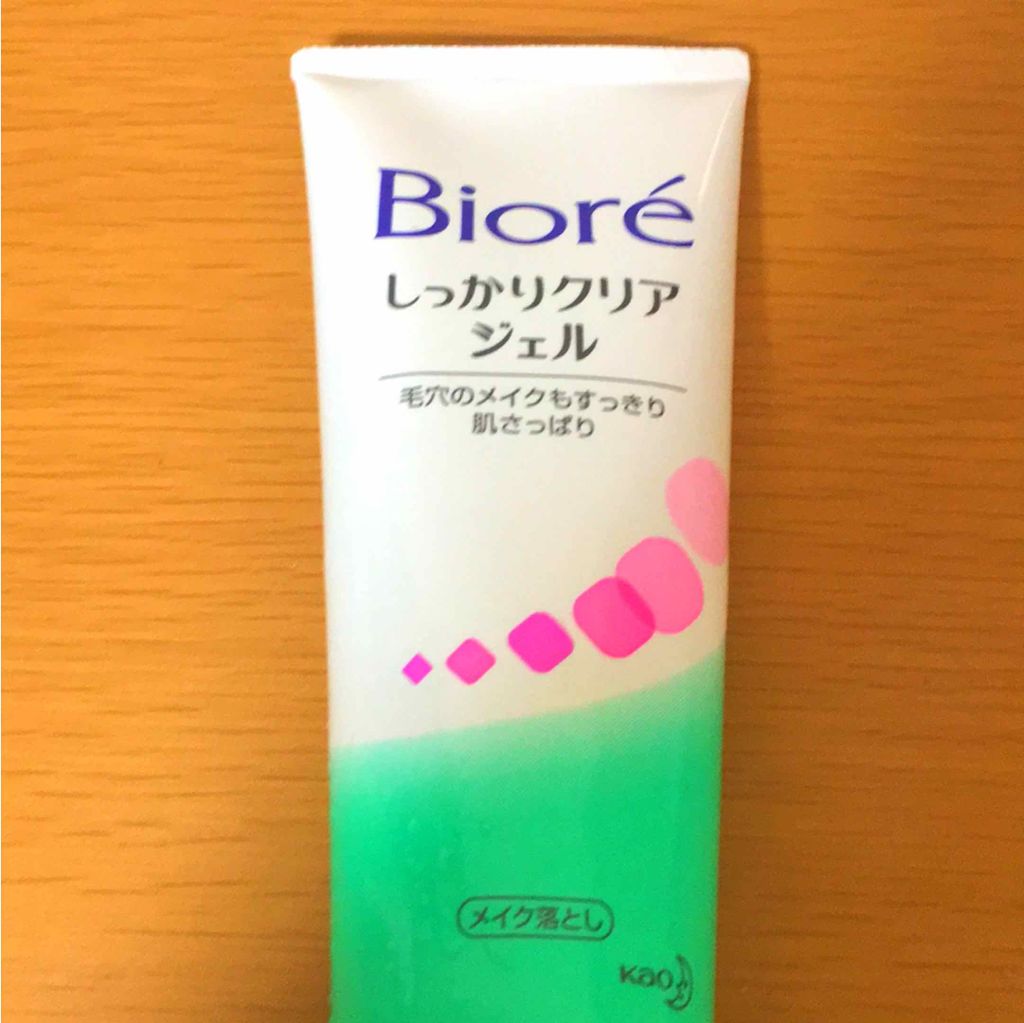 Bioré
しっかりクリア
ジェル
毛穴のメイクもすっきり
肌さっぱり
メイク落とし
Kao